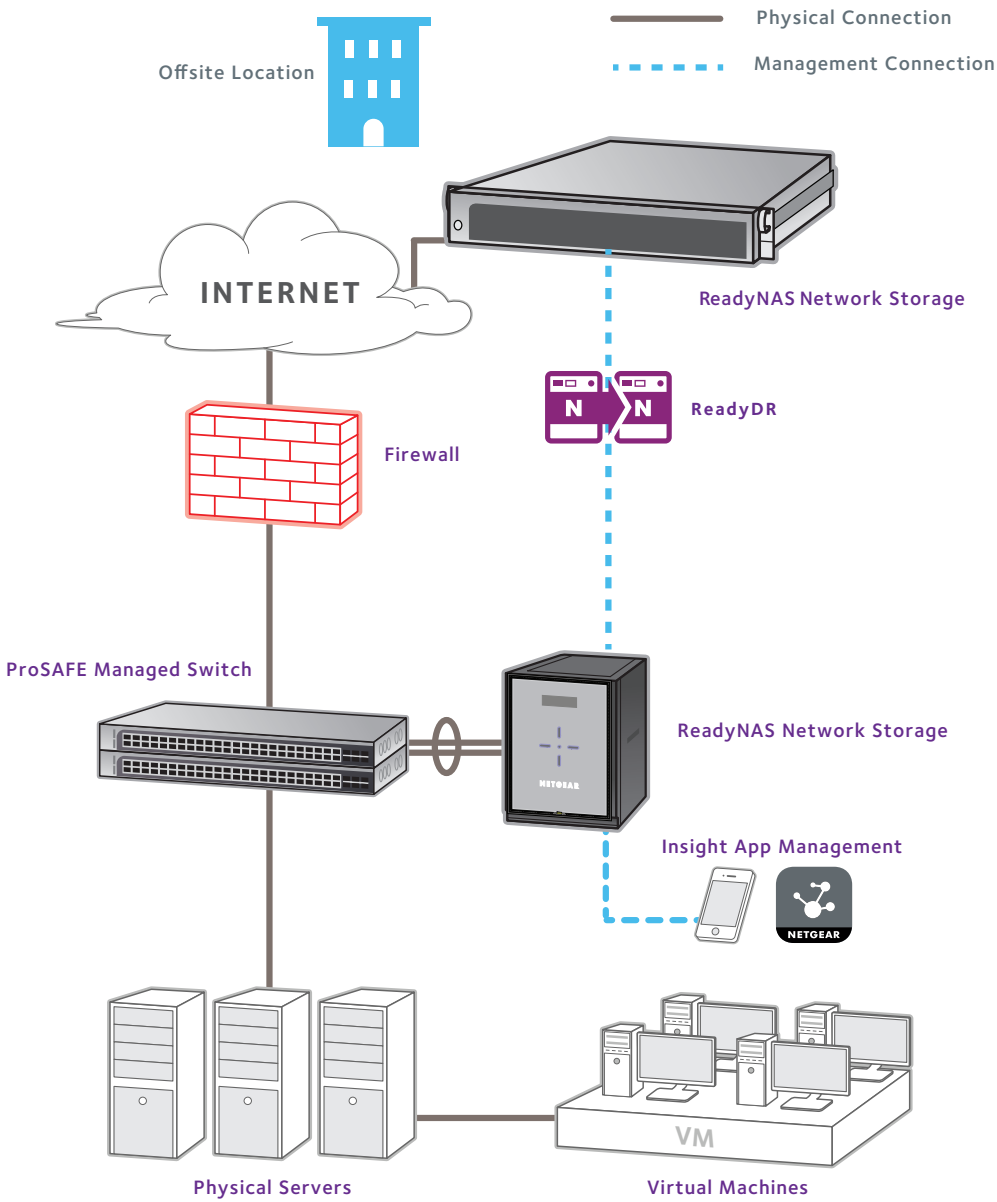 Physical Connection
Offsite Location
Management Connection
INTERNET
ReadyNAS Network Storage
N N
ReadyDR
Firewall
ProSAFE Managed Switch
ReadyNAS Network Storage
NETGEAR
Insight App Management
NETGEAR
VM
Physical Servers
Virtual Machines